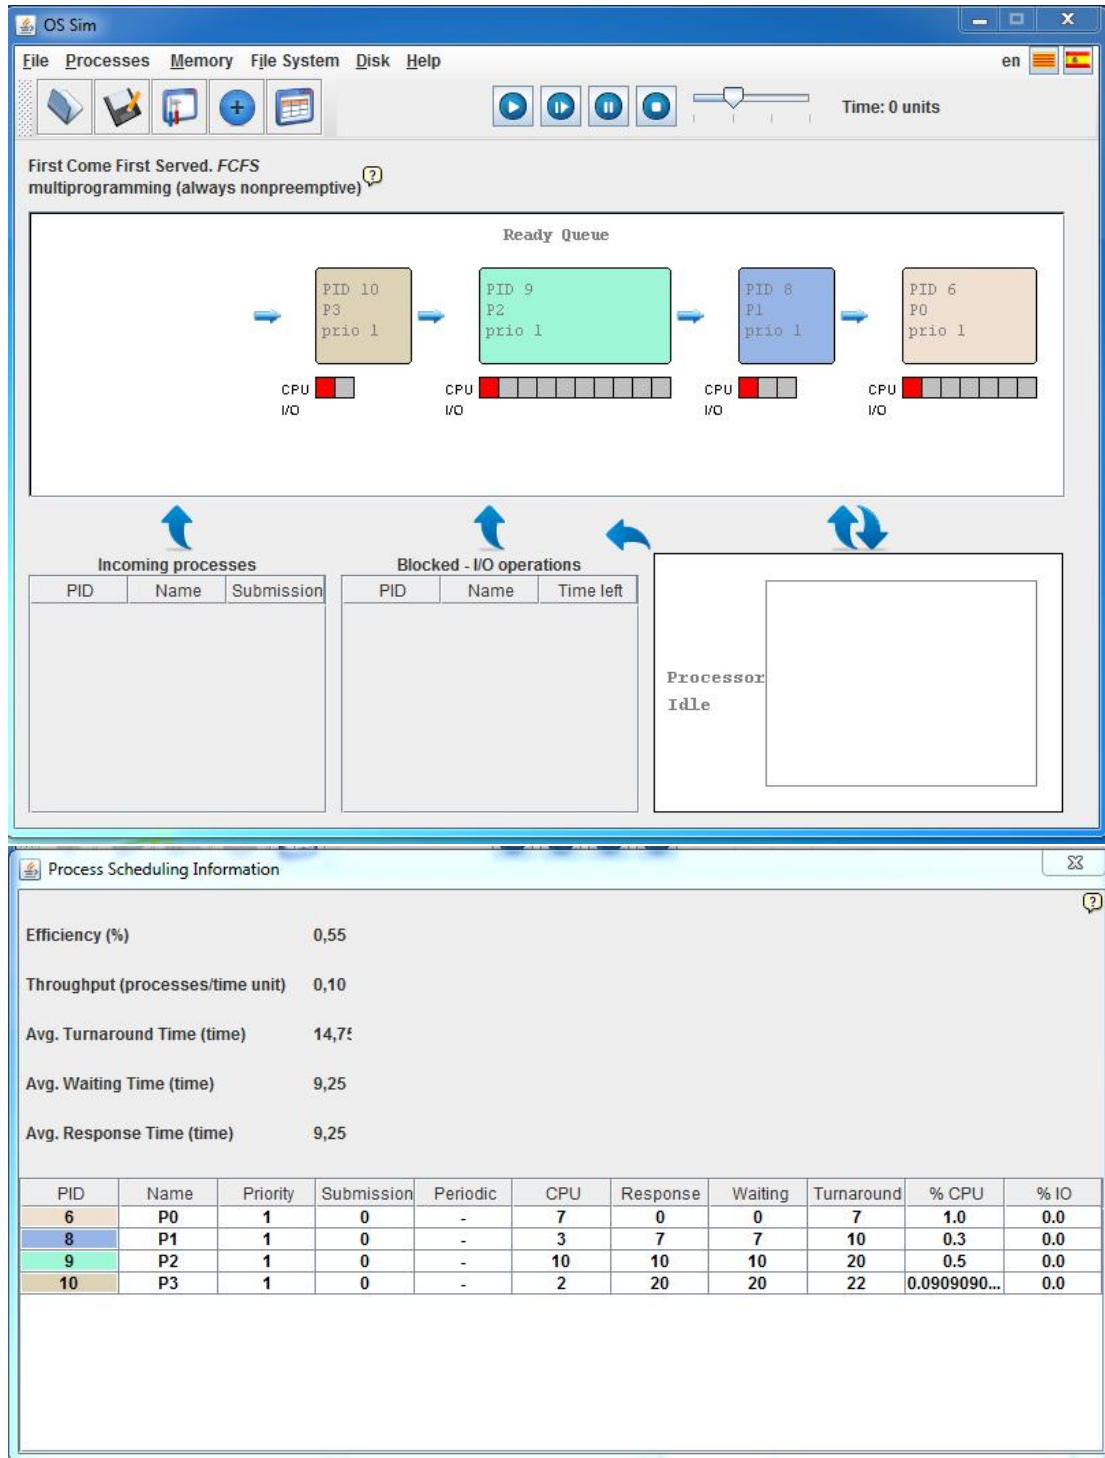 OS Sim
File Processes Memory File System Disk Help en
Time: 0 units
First Come First Served. FCFS
multiprogramming (always nonpreemptive) ?
Ready Queue
PID 10 PID 9 PID 8 PID 6
P3 P2 P1 P0
prio 1 prio 1 prio 1 prio 1
CPU CPU CPU CPU
I/O I/O I/O I/O
Incoming processes Blocked - I/O operations
PID Name Submission PID Name Time left
Processor
Idle
Process Scheduling Information
?
Efficiency (%) 0,55
Throughput (processes/time unit) 0,10
Avg. Turnaround Time (time) 14,75
Avg. Waiting Time (time) 9,25
Avg. Response Time (time) 9,25
PID Name Priority Submission Periodic CPU Response Waiting Turnaround % CPU % IO
6 P0 1 0 - 7 0 0 7 1.0 0.0
8 P1 1 0 - 3 7 7 10 0.3 0.0
9 P2 1 0 - 10 10 10 20 0.5 0.0
10 P3 1 0 - 2 20 20 22 0.0909090... 0.0